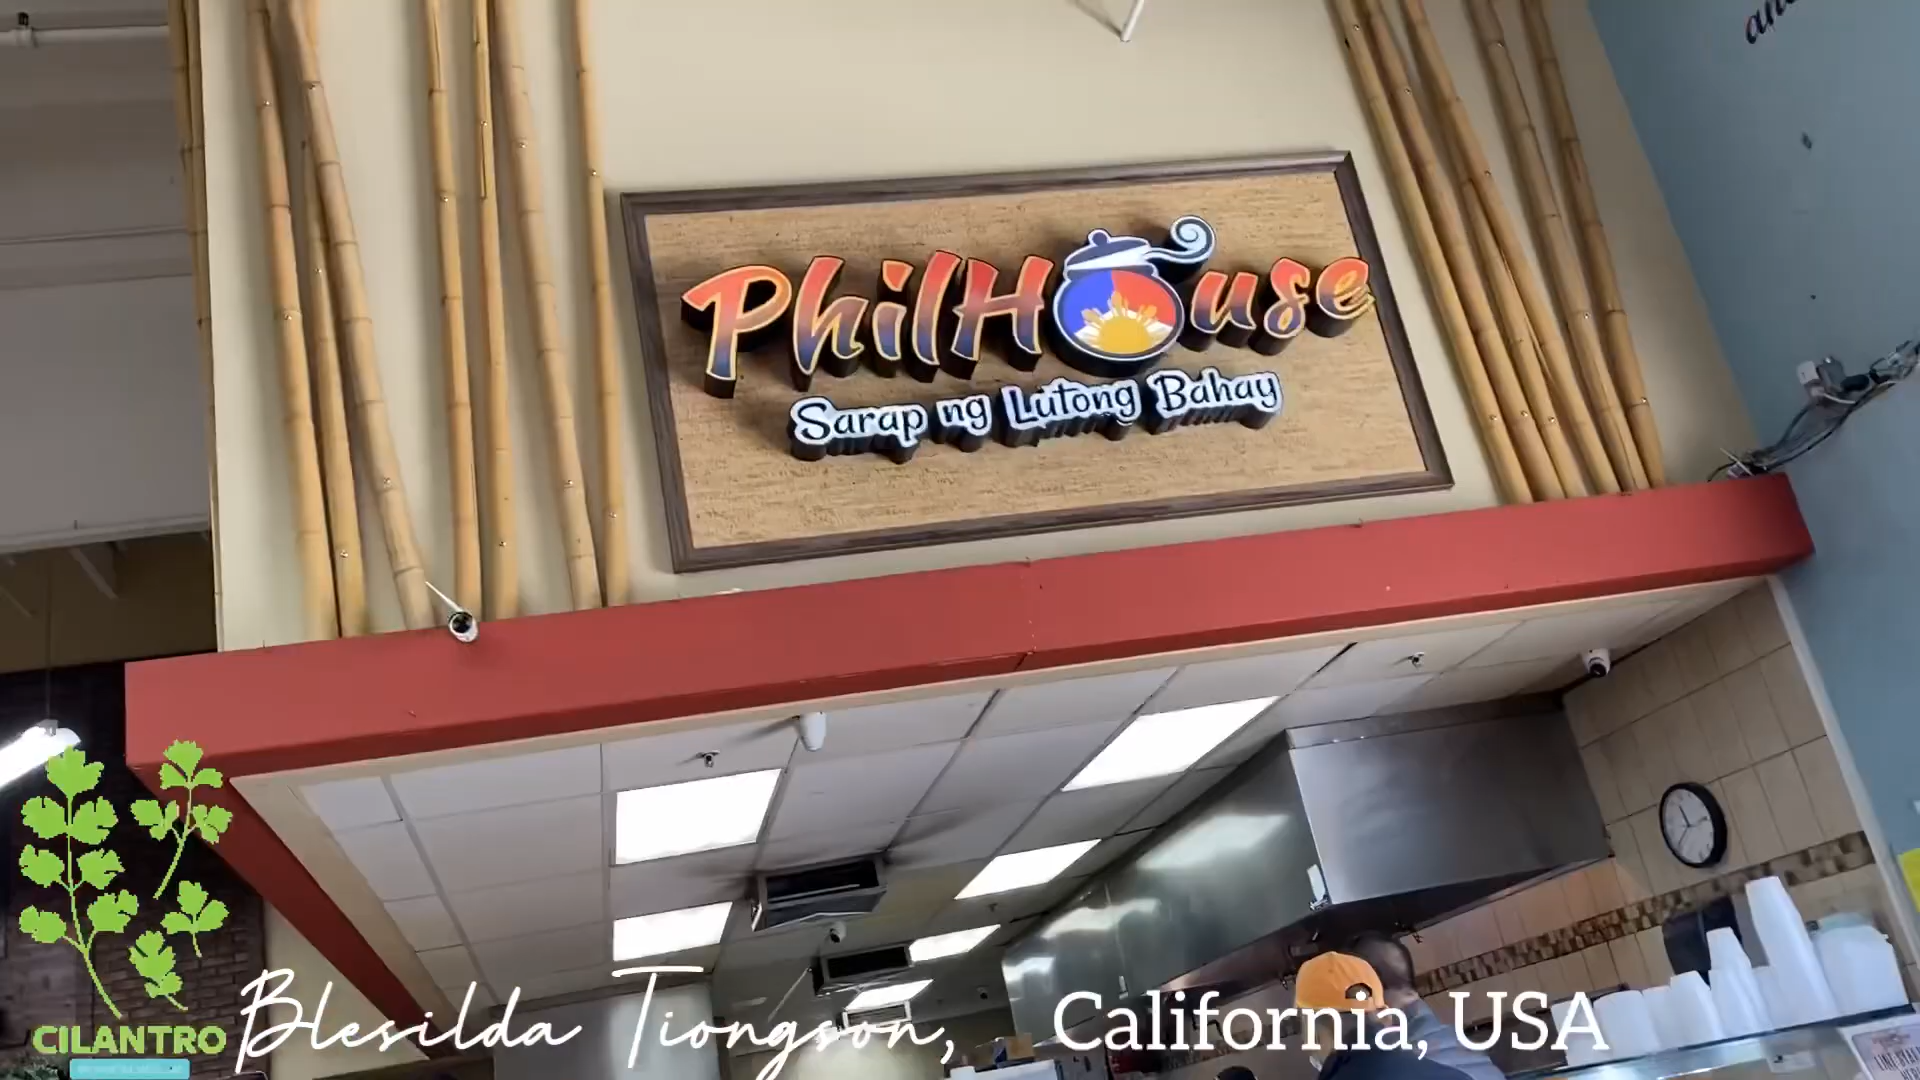 PhilHouse
Sarap ng Lutong Bahay
CILANTRO
Blesilda Tiongson, California, USA